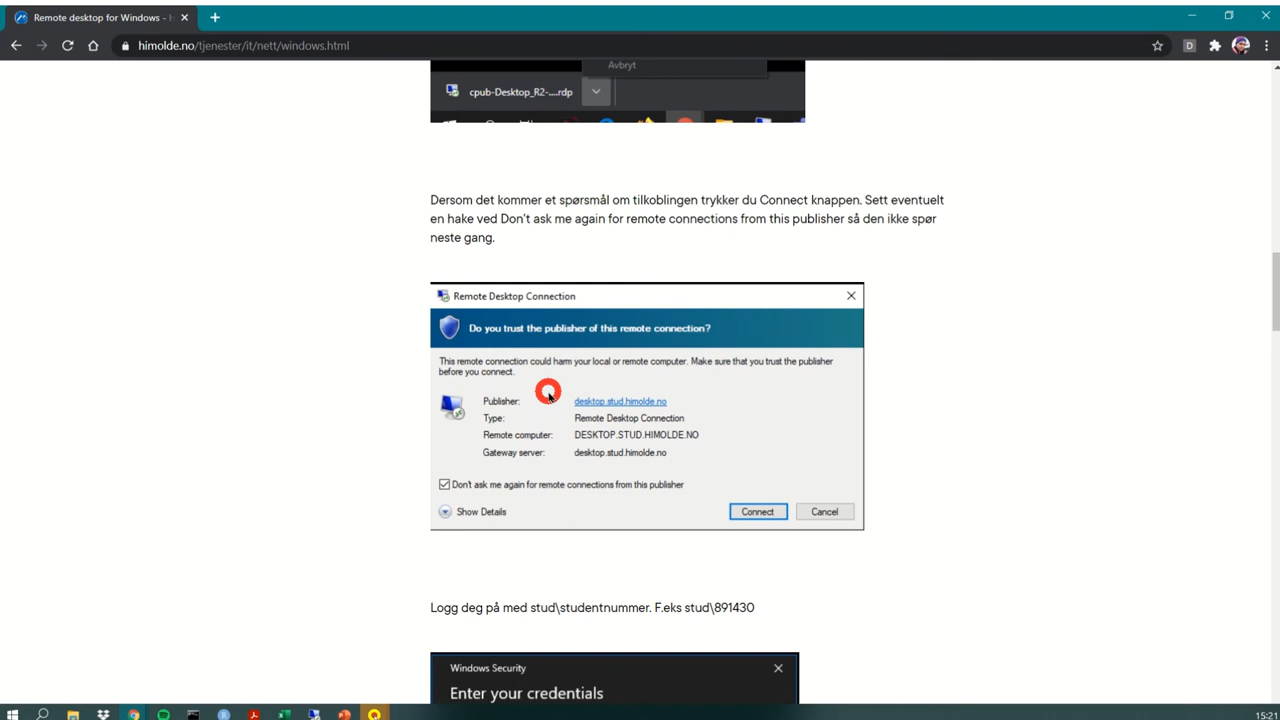 Remote desktop for Windows -
himolde.no/tjenester/it/nett/windows.html
D
Avbryt
cpub-Desktop_R2-....rdp
Dersom det kommer et spørsmål om tilkoblingen trykker du Connect knappen. Sett eventuelt
en hake ved Don't ask me again for remote connections from this publisher så den ikke spør
neste gang.
Remote Desktop Connection
Do you trust the publisher of this remote connection?
This remote connection could harm your local or remote computer. Make sure that you trust the publisher
before you connect.
Publisher: desktop.stud.himolde.no
Type: Remote Desktop Connection
Remote computer: DESKTOP.STUD.HIMOLDE.NO
Gateway server: desktop.stud.himolde.no
Don't ask me again for remote connections from this publisher
Show Details Connect Cancel
Logg deg på med stud\studentnummer. F.eks stud\891430
Windows Security
Enter your credentials
15:21